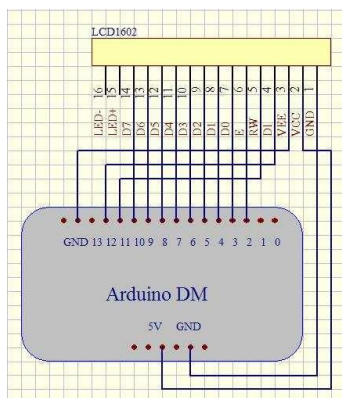 LCD1602
16 15 14 13 12 11 10 9 8 7 6 5 4 3 2 1
LED- LED+ D7 D6 D5 D4 D3 D2 D1 D0 E RW DI VEE VCC GND
GND 13 12 11 10 9 8 7 6 5 4 3 2 1 0
Arduino DM
5V GND